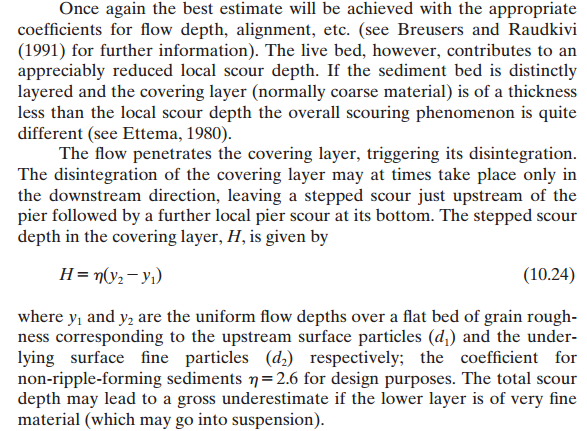 Once again the best estimate will be achieved with the appropriate
coefficients for flow depth, alignment, etc. (see Breusers and Raudkivi
(1991) for further information). The live bed, however, contributes to an
appreciably reduced local scour depth. If the sediment bed is distinctly
layered and the covering layer (normally coarse material) is of a thickness
less than the local scour depth the overall scouring phenomenon is quite
different (see Ettema, 1980).
The flow penetrates the covering layer, triggering its disintegration.
The disintegration of the covering layer may at times take place only in
the downstream direction, leaving a stepped scour just upstream of the
pier followed by a further local pier scour at its bottom. The stepped scour
depth in the covering layer, H, is given by
H = η(y₂ − y₁) (10.24)
where y₁ and y₂ are the uniform flow depths over a flat bed of grain rough-
ness corresponding to the upstream surface particles (d₁) and the under-
lying surface fine particles (d₂) respectively; the coefficient for
non-ripple-forming sediments η = 2.6 for design purposes. The total scour
depth may lead to a gross underestimate if the lower layer is of very fine
material (which may go into suspension).